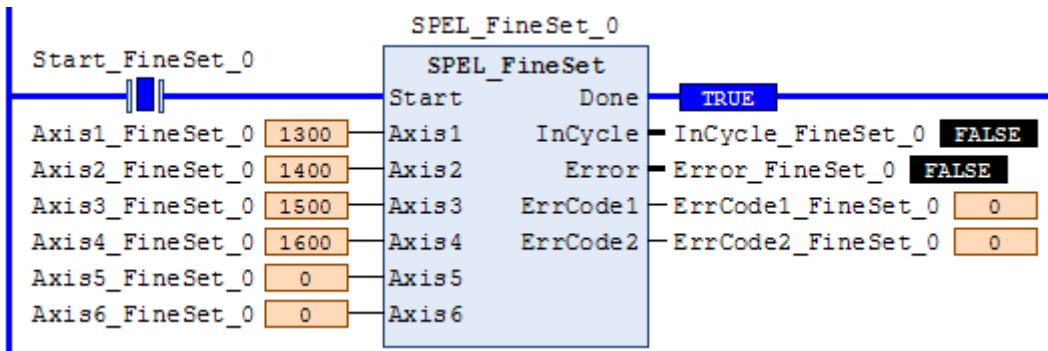 SPEL_FineSet_0
Start_FineSet_0 SPEL_FineSet
Start Done TRUE
Axis1_FineSet_0 1300 Axis1 InCycle InCycle_FineSet_0 FALSE
Axis2_FineSet_0 1400 Axis2 Error Error_FineSet_0 FALSE
Axis3_FineSet_0 1500 Axis3 ErrCode1 ErrCode1_FineSet_0 0
Axis4_FineSet_0 1600 Axis4 ErrCode2 ErrCode2_FineSet_0 0
Axis5_FineSet_0 0 Axis5
Axis6_FineSet_0 0 Axis6